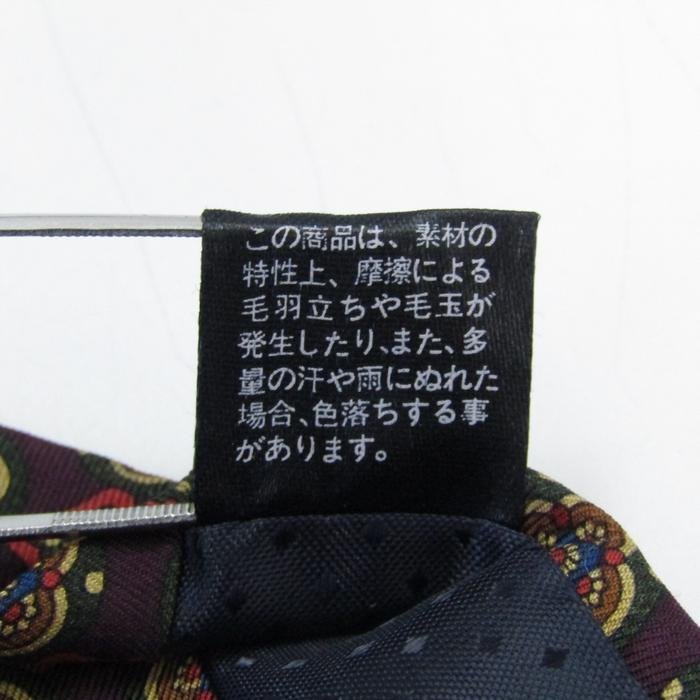 この商品は、素材の
特性上、摩擦による
毛羽立ちや毛玉が
発生したり、また、多
量の汗や雨にぬれた
場合、色落ちする事
があります。